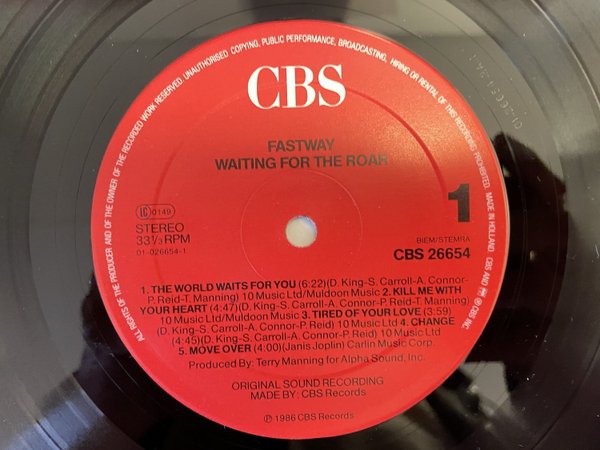 ALL RIGHTS OF THE PRODUCER AND OF THE OWNER OF THE RECORDED WORK RESERVED. UNAUTHORISED COPYING, PUBLIC PERFORMANCE, BROADCASTING, HIRING OR RENTAL OF THIS RECORDING PROHIBITED. MADE IN HOLLAND. CBS AND ARE ® CBS INC.
CBS
FASTWAY
WAITING FOR THE ROAR
LC 0149
STEREO
33⅓ RPM
01-026654-1
1
BIEM/STEMRA
CBS 26654
1. THE WORLD WAITS FOR YOU (6:22)(D. King-S. Carroll-A. Connor-
P. Reid-T. Manning) 10 Music Ltd/Muldoon Music 2. KILL ME WITH
YOUR HEART (4:47)(D. King-S. Carroll-A. Connor-P. Reid-T. Manning)
10 Music Ltd/Muldoon Music 3. TIRED OF YOUR LOVE (3:59)
(D. King-S. Carroll-A. Connor-P. Reid) 10 Music Ltd 4. CHANGE
(4:45)(D. King-S. Carroll-A. Connor-P. Reid) 10 Music Ltd
5. MOVE OVER (4:00)(Janis Joplin) Carlin Music Corp.
Produced By: Terry Manning for Alpha Sound, Inc.
ORIGINAL SOUND RECORDING
MADE BY: CBS Records
℗ 1986 CBS Records